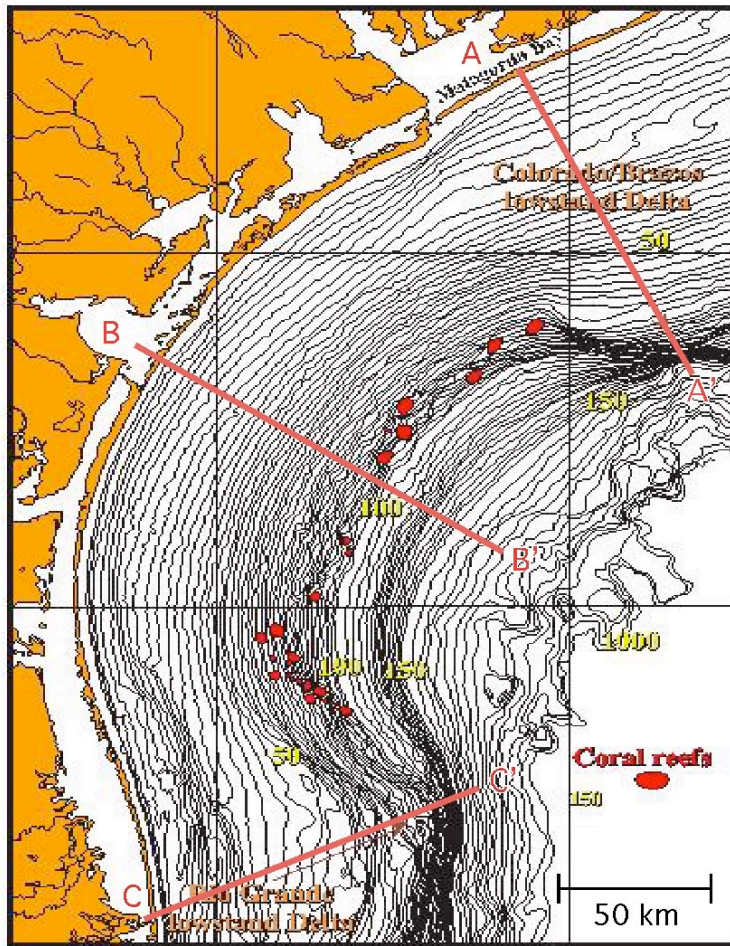 A
Matagorda Bay
Colorado/Brazos
lowstand Delta
50
B
150
A'
100
B'
1000
100
150
50
Coral reefs
C'
150
C
Rio Grande
lowstand Delta
50 km